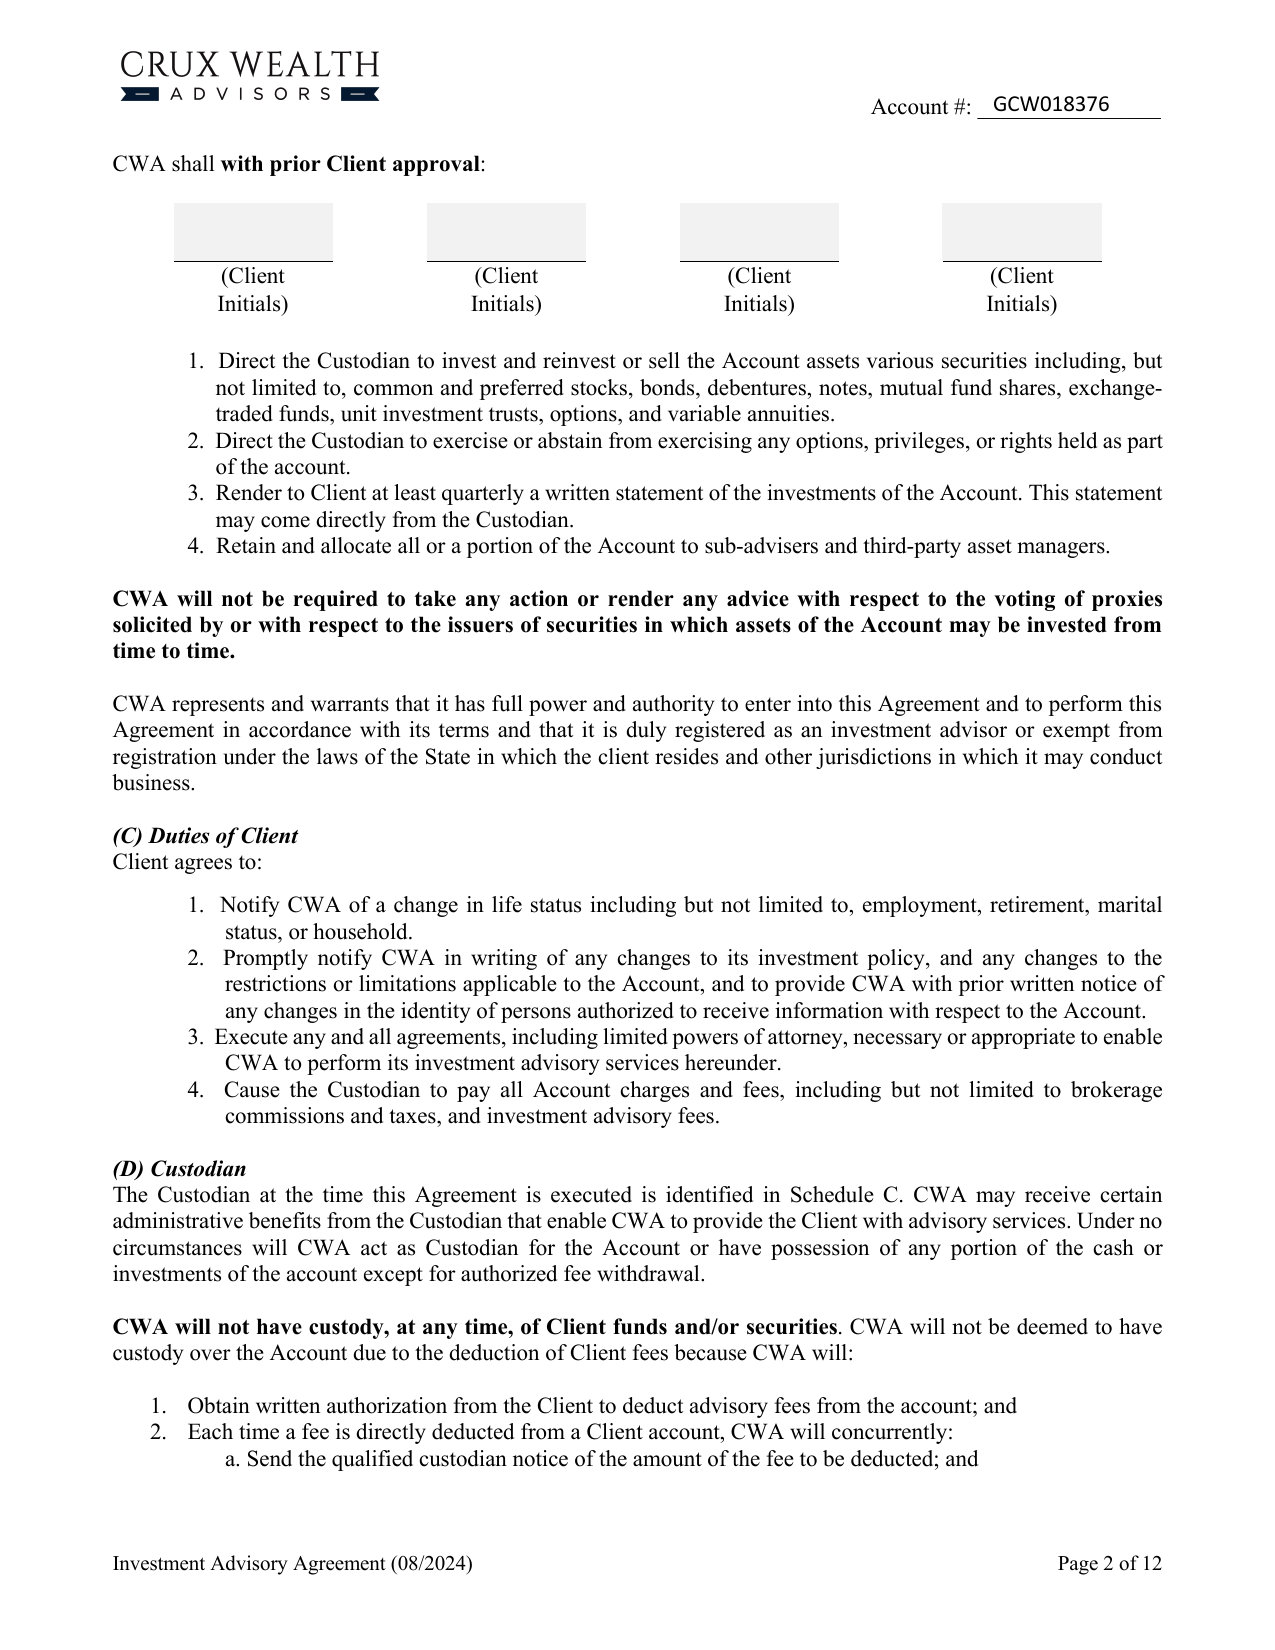 CRUX WEALTH
ADVISORS
Account #: GCW018376
CWA shall with prior Client approval:
(Client Initials) (Client Initials) (Client Initials) (Client Initials)
1. Direct the Custodian to invest and reinvest or sell the Account assets various securities including, but
not limited to, common and preferred stocks, bonds, debentures, notes, mutual fund shares, exchange-
traded funds, unit investment trusts, options, and variable annuities.
2. Direct the Custodian to exercise or abstain from exercising any options, privileges, or rights held as part
of the account.
3. Render to Client at least quarterly a written statement of the investments of the Account. This statement
may come directly from the Custodian.
4. Retain and allocate all or a portion of the Account to sub-advisers and third-party asset managers.
CWA will not be required to take any action or render any advice with respect to the voting of proxies
solicited by or with respect to the issuers of securities in which assets of the Account may be invested from
time to time.
CWA represents and warrants that it has full power and authority to enter into this Agreement and to perform this
Agreement in accordance with its terms and that it is duly registered as an investment advisor or exempt from
registration under the laws of the State in which the client resides and other jurisdictions in which it may conduct
business.
(C) Duties of Client
Client agrees to:
1. Notify CWA of a change in life status including but not limited to, employment, retirement, marital
status, or household.
2. Promptly notify CWA in writing of any changes to its investment policy, and any changes to the
restrictions or limitations applicable to the Account, and to provide CWA with prior written notice of
any changes in the identity of persons authorized to receive information with respect to the Account.
3. Execute any and all agreements, including limited powers of attorney, necessary or appropriate to enable
CWA to perform its investment advisory services hereunder.
4. Cause the Custodian to pay all Account charges and fees, including but not limited to brokerage
commissions and taxes, and investment advisory fees.
(D) Custodian
The Custodian at the time this Agreement is executed is identified in Schedule C. CWA may receive certain
administrative benefits from the Custodian that enable CWA to provide the Client with advisory services. Under no
circumstances will CWA act as Custodian for the Account or have possession of any portion of the cash or
investments of the account except for authorized fee withdrawal.
CWA will not have custody, at any time, of Client funds and/or securities. CWA will not be deemed to have
custody over the Account due to the deduction of Client fees because CWA will:
1. Obtain written authorization from the Client to deduct advisory fees from the account; and
2. Each time a fee is directly deducted from a Client account, CWA will concurrently:
a. Send the qualified custodian notice of the amount of the fee to be deducted; and
Investment Advisory Agreement (08/2024)
Page 2 of 12